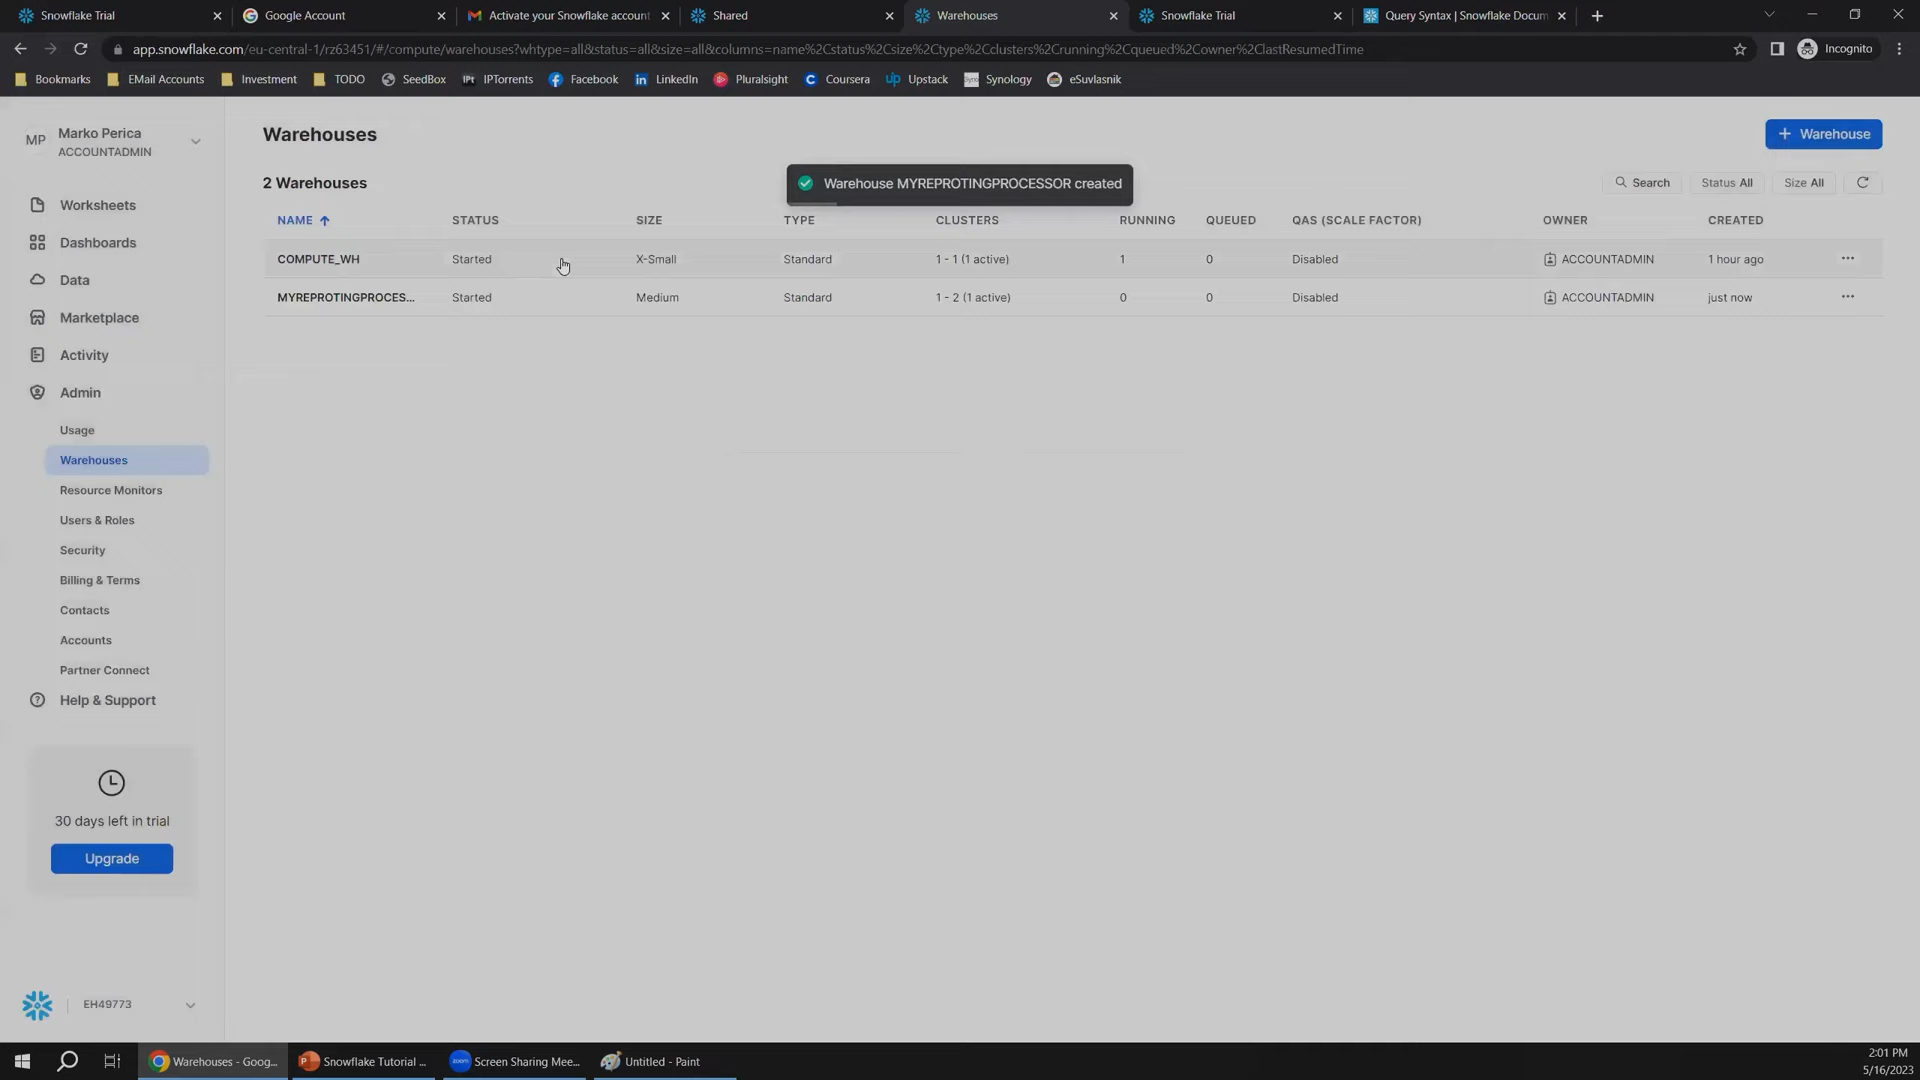 Snowflake Trial
Google Account
Activate your Snowflake account
Shared
Warehouses
Snowflake Trial
Query Syntax | Snowflake Docum
app.snowflake.com/eu-central-1/rz63451/#/compute/warehouses?whtype=all&status=all&size=all&columns=name%2Cstatus%2Csize%2Ctype%2Cclusters%2Crunning%2Cqueued%2Cowner%2ClastResumedTime
Incognito
Bookmarks
EMail Accounts
Investment
TODO
SeedBox
IPTorrents
Facebook
LinkedIn
Pluralsight
Coursera
Upstack
Synology
eSuvlasnik
MP
Marko Perica
ACCOUNTADMIN
Worksheets
Dashboards
Data
Marketplace
Activity
Admin
Usage
Warehouses
Resource Monitors
Users & Roles
Security
Billing & Terms
Contacts
Accounts
Partner Connect
Help & Support
30 days left in trial
Upgrade
EH49773
Warehouses
+ Warehouse
2 Warehouses
Warehouse MYREPROTINGPROCESSOR created
Search
Status All
Size All
NAME STATUS SIZE TYPE CLUSTERS RUNNING QUEUED QAS (SCALE FACTOR) OWNER CREATED
COMPUTE_WH Started X-Small Standard 1 - 1 (1 active) 1 0 Disabled ACCOUNTADMIN 1 hour ago ...
MYREPROTINGPROCES... Started Medium Standard 1 - 2 (1 active) 0 0 Disabled ACCOUNTADMIN just now ...
Warehouses - Goog...
Snowflake Tutorial ...
zoom
Screen Sharing Mee...
Untitled - Paint
2:01 PM
5/16/2023